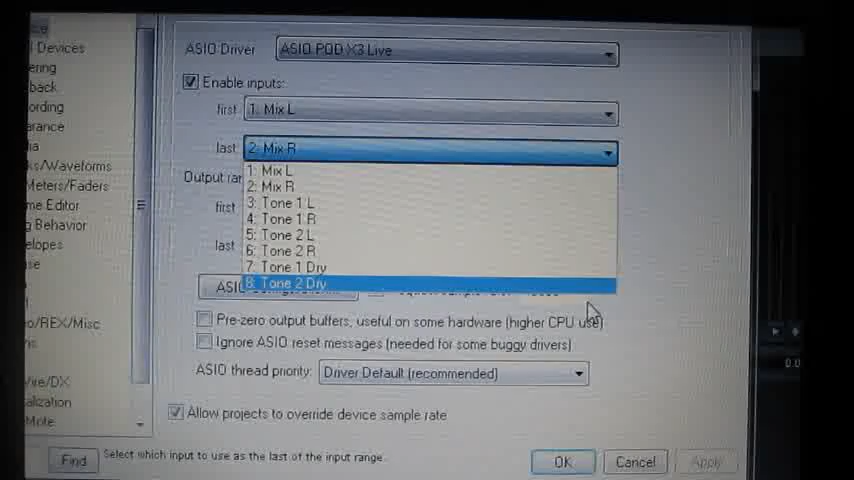 ASIO Driver ASIO POD X3 Live
Devices
Enable inputs:
ering
back
first 1: Mix L
ording
arance
last 2: Mix R
ks/Waveforms
1: Mix L
Output ran
Meters/Faders
2: Mix R
me Editor
first
3: Tone 1 L
g Behavior
4: Tone 1 R
elopes
last
5: Tone 2 L
6: Tone 2 R
7: Tone 1 Dry
ASIO
8: Tone 2 Dry
o/REX/Misc
Pre-zero output buffers, useful on some hardware (higher CPU use)
Ignore ASIO reset messages (needed for some buggy drivers)
ASIO thread priority: Driver Default (recommended)
ire/DX
alization
Mote
Allow projects to override device sample rate
0.0
Find Select which input to use as the last of the input range. OK Cancel Apply